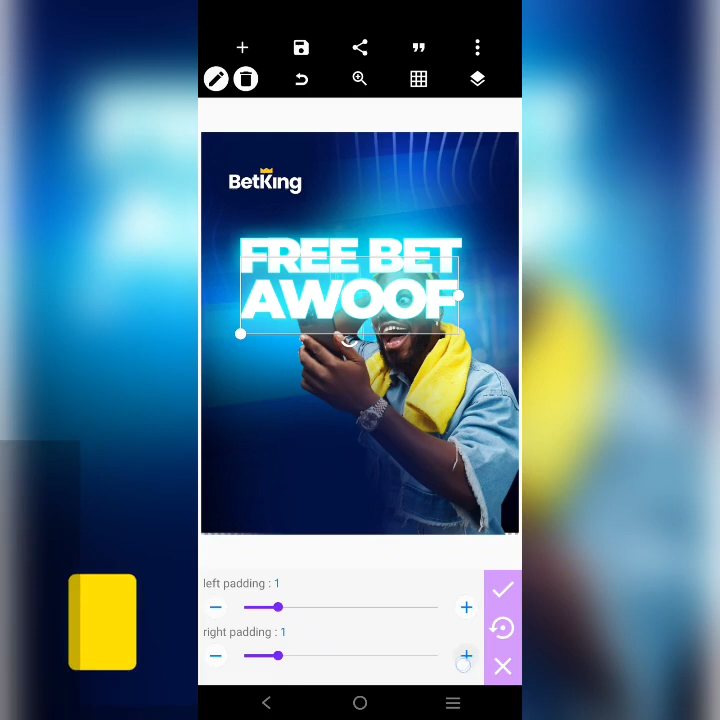 BetKing
FREE BET
AWOOF
left padding : 1
right padding : 1